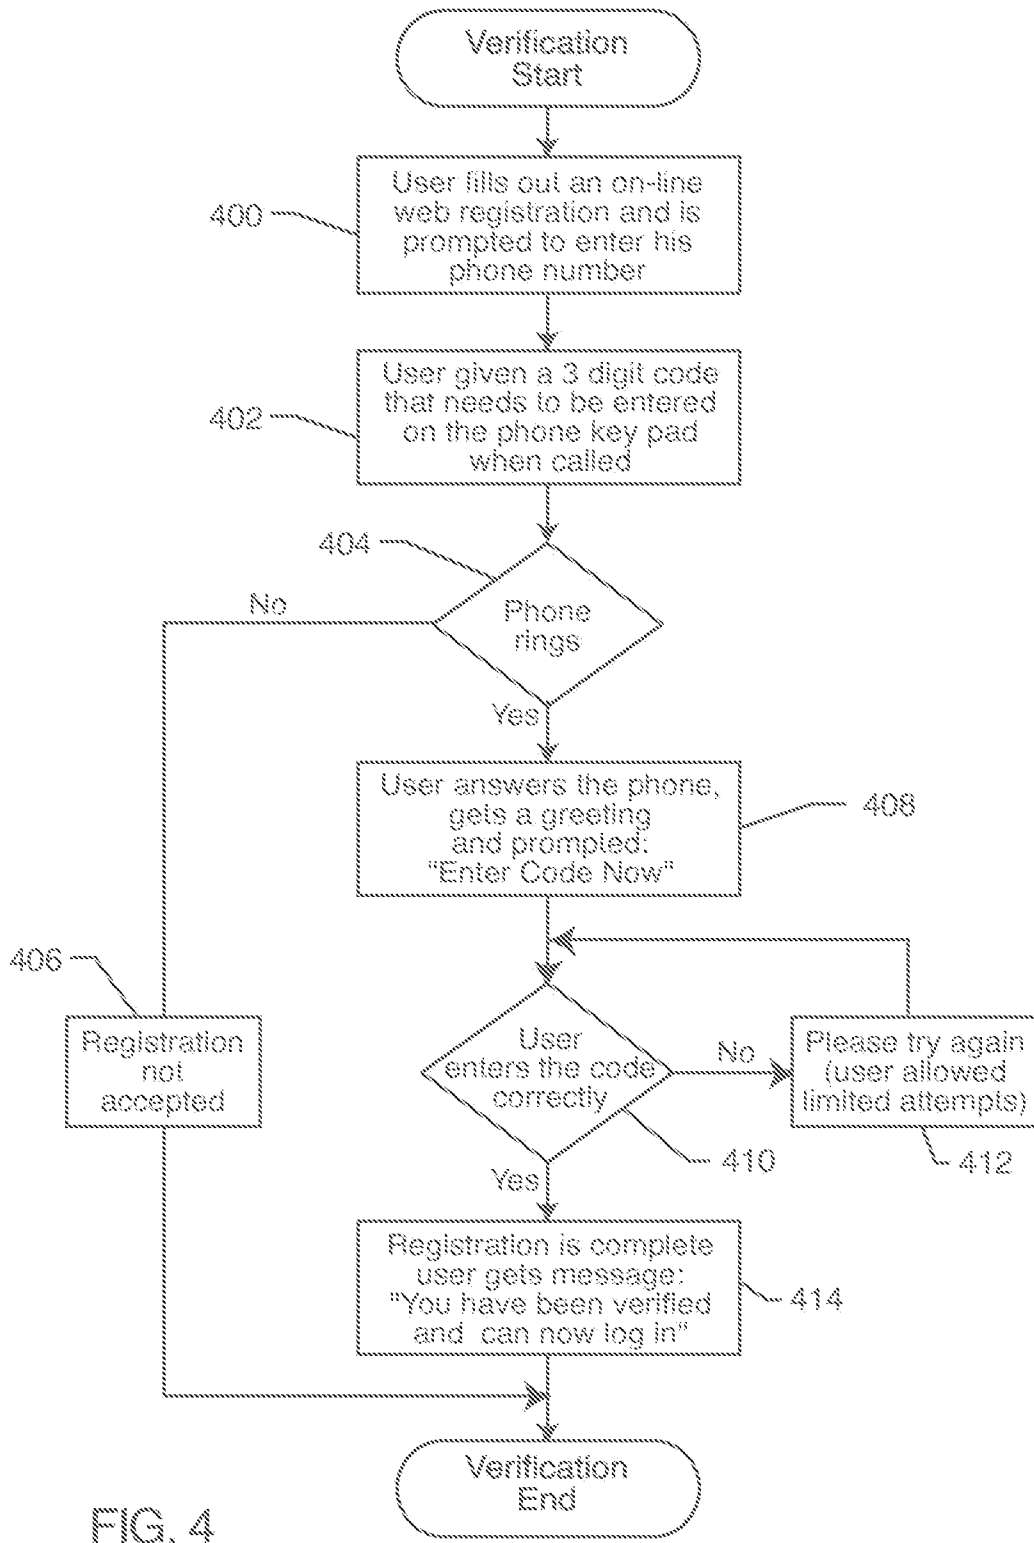 Verification
Start
400
User fills out an on-line
web registration and is
prompted to enter his
phone number
402
User given a 3 digit code
that needs to be entered
on the phone key pad
when called
404
No
Phone
rings
Yes
User answers the phone,
gets a greeting
and prompted:
"Enter Code Now"
408
406
Registration
not
accepted
User
enters the code
correctly
No
Please try again
(user allowed
limited attempts)
410
412
Yes
Registration is complete
user gets message:
"You have been verified
and can now log in"
414
Verification
End
FIG. 4